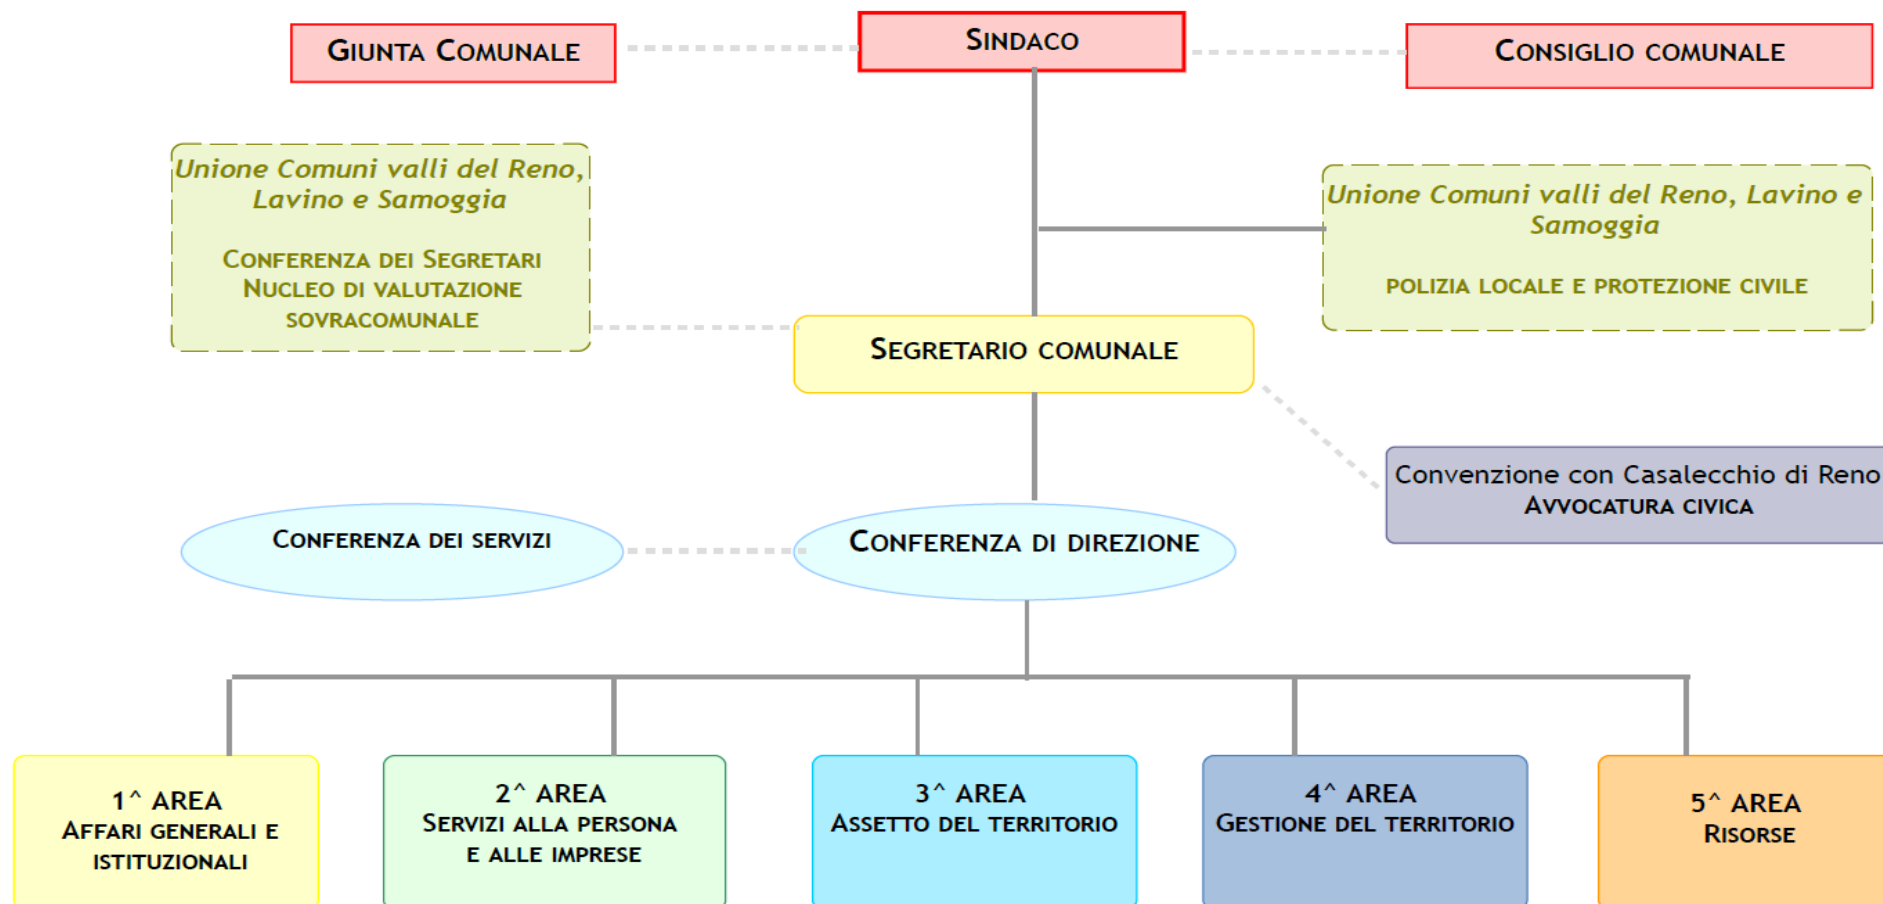 GIUNTA COMUNALE
SINDACO
CONSIGLIO COMUNALE
Unione Comuni valli del Reno,
Lavino e Samoggia
CONFERENZA DEI SEGRETARI
NUCLEO DI VALUTAZIONE
SOVRACOMUNALE
Unione Comuni valli del Reno, Lavino e
Samoggia
POLIZIA LOCALE E PROTEZIONE CIVILE
SEGRETARIO COMUNALE
Convenzione con Casalecchio di Reno
AVVOCATURA CIVICA
CONFERENZA DEI SERVIZI
CONFERENZA DI DIREZIONE
1^ AREA
AFFARI GENERALI E
ISTITUZIONALI
2^ AREA
SERVIZI ALLA PERSONA
E ALLE IMPRESE
3^ AREA
ASSETTO DEL TERRITORIO
4^ AREA
GESTIONE DEL TERRITORIO
5^ AREA
RISORSE